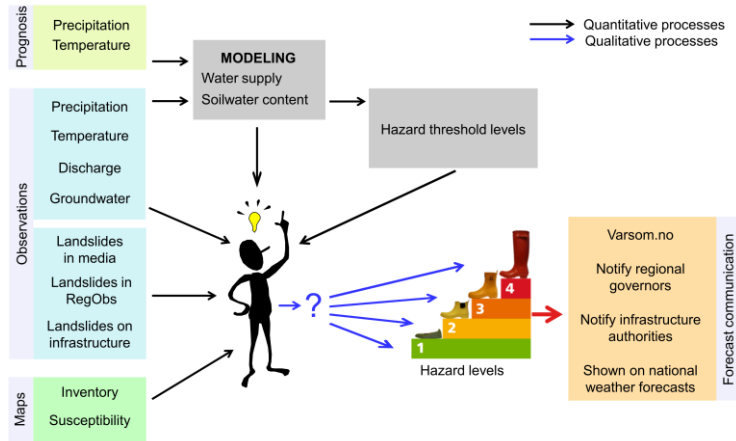 Prognosis
Precipitation
Temperature
MODELING
Water supply
Soilwater content
Quantitative processes
Qualitative processes
Observations
Precipitation
Temperature
Discharge
Groundwater
Hazard threshold levels
Landslides
in media
Landslides in
RegObs
Landslides on
infrastructure
?
4
3
2
1
Hazard levels
Varsom.no
Notify regional
governors
Notify infrastructure
authorities
Shown on national
weather forecasts
Forecast communication
Maps
Inventory
Susceptibility